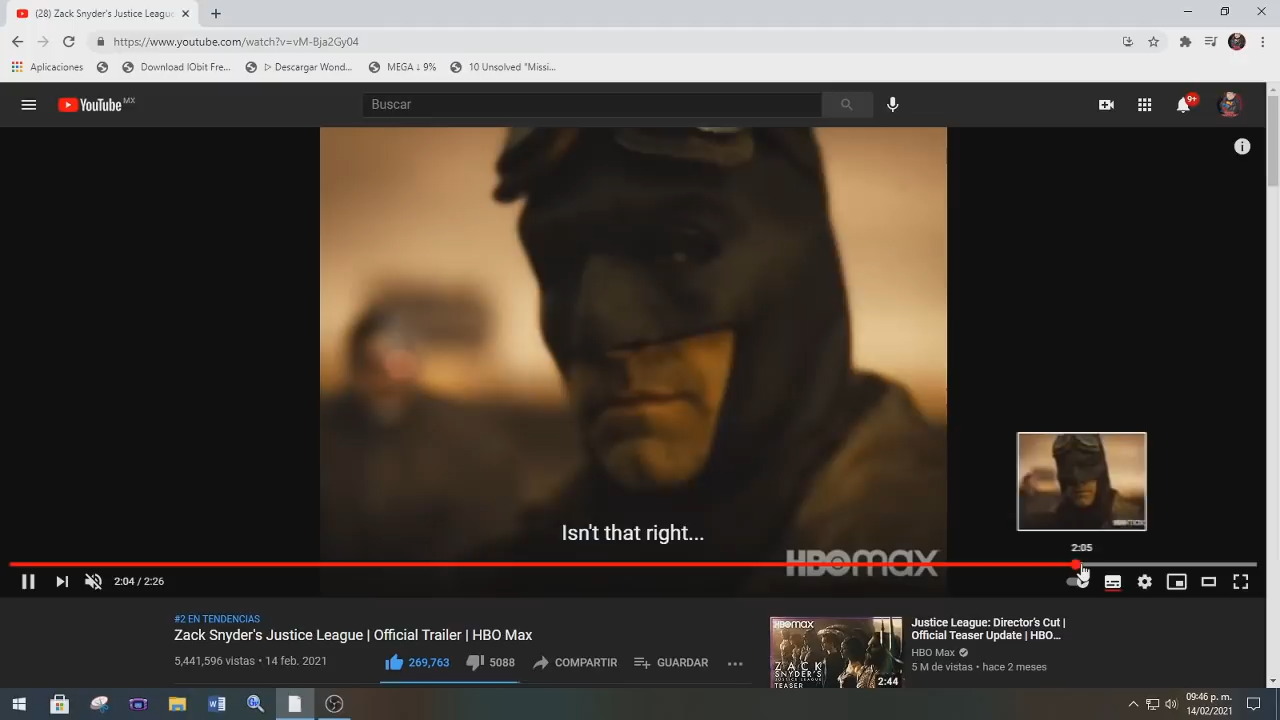 (28) Zack Snyder's Justice League
https://www.youtube.com/watch?v=vM-Bja2Gy04
Aplicaciones Download IObit Fre... ▷ Descargar Wond... MEGA ↓ 9% 10 Unsolved "Missi...
YouTube MX Buscar 9+
Isn't that right...
HBOmax
2:05
2:04 / 2:26
#2 EN TENDENCIAS
Zack Snyder's Justice League | Official Trailer | HBO Max
5,441,596 vistas • 14 feb. 2021 269,763 5088 COMPARTIR GUARDAR
HBOMAX
ZACK
SNYDER'S
JUSTICE LEAGUE
TEASER
2:44
Justice League: Director's Cut |
Official Teaser Update | HBO...
HBO Max
5 M de vistas • hace 2 meses
09:46 p. m.
14/02/2021